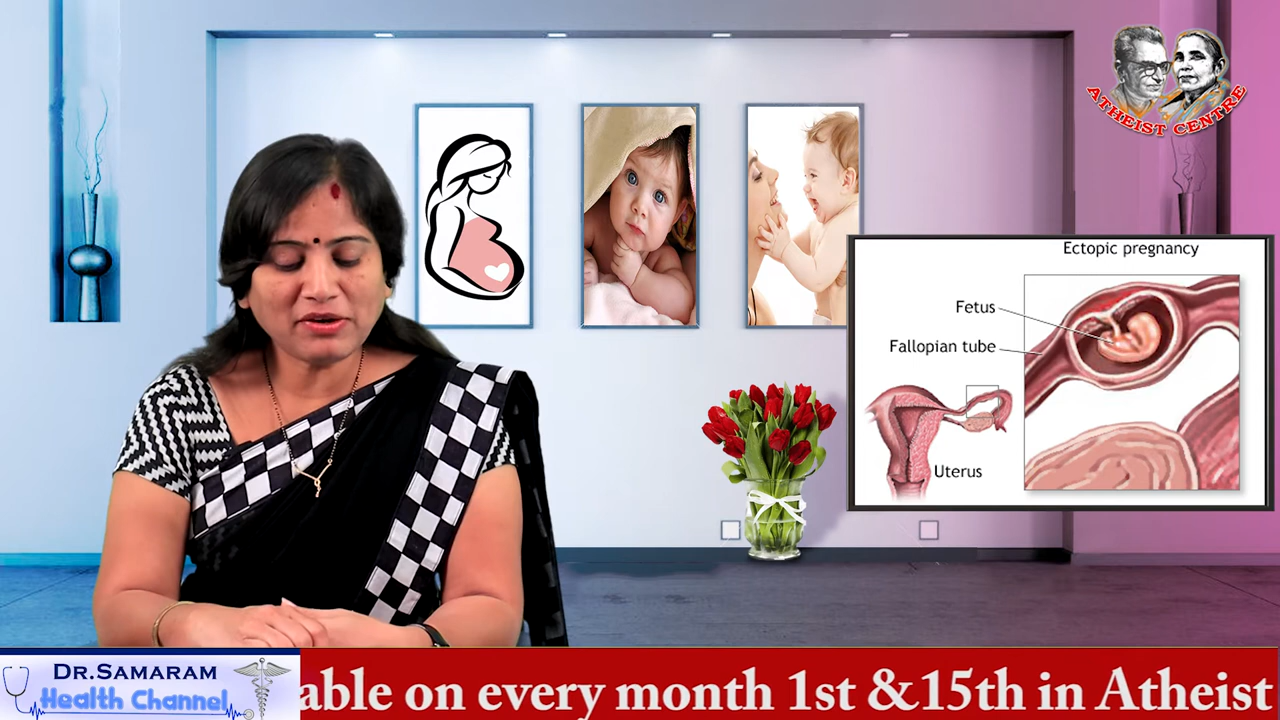 ATHEIST CENTRE
Ectopic pregnancy
Fetus
Fallopian tube
Uterus
DR.SAMARAM
Health Channel
able on every month 1st &15th in Atheist